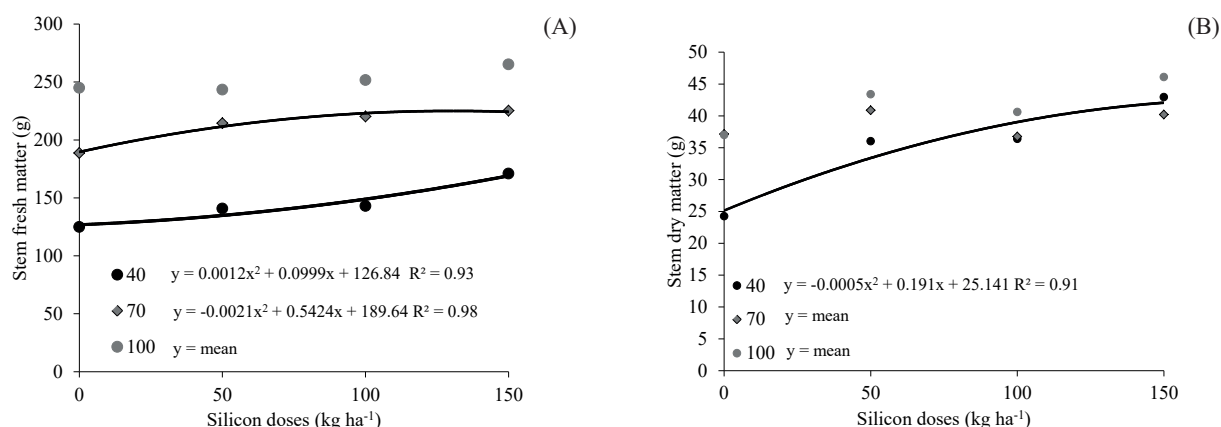 (A)
Stem fresh matter (g)
300
250
200
150
100
50
0
40 y = 0.0012x² + 0.0999x + 126.84 R² = 0.93
70 y = -0.0021x² + 0.5424x + 189.64 R² = 0.98
100 y = mean
0 50 100 150
Silicon doses (kg ha⁻¹)
(B)
Stem dry matter (g)
50
45
40
35
30
25
20
15
10
5
0
40 y = -0.0005x² + 0.191x + 25.141 R² = 0.91
70 y = mean
100 y = mean
0 50 100 150
Silicon doses (kg ha⁻¹)